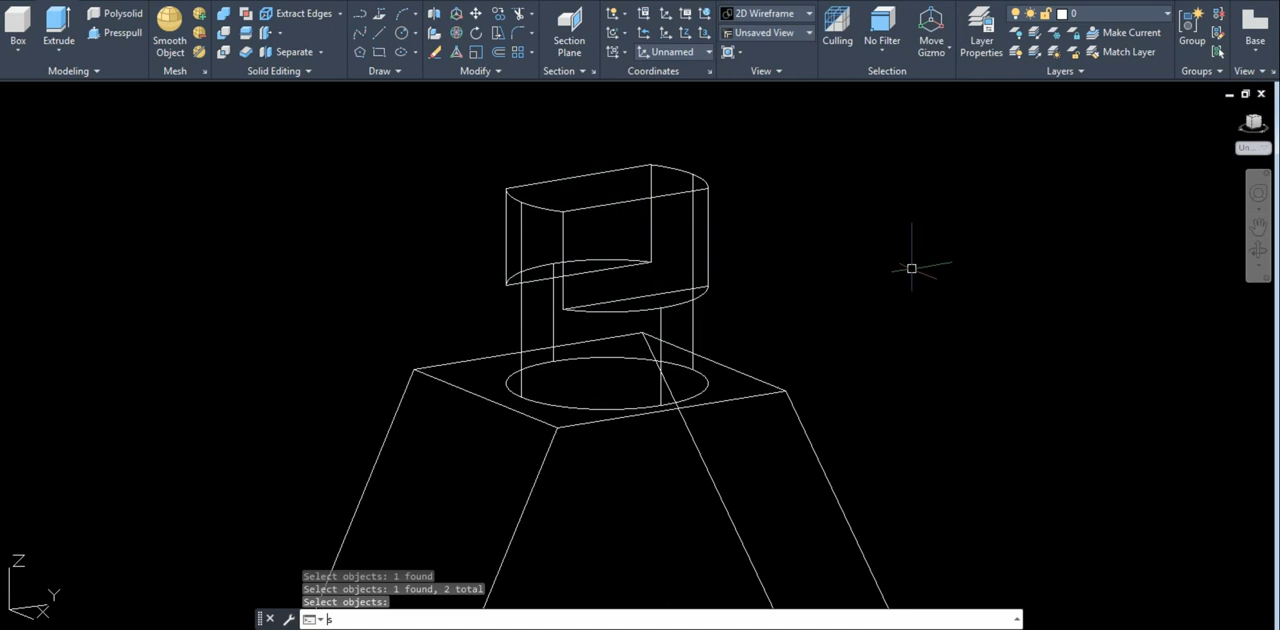 Box
Extrude
Polysolid
Presspull
Modeling
Smooth
Object
Mesh
Extract Edges
Separate
Solid Editing
Draw
Modify
Section
Plane
Section
Unnamed
Coordinates
2D Wireframe
Unsaved View
View
Culling
No Filter
Move
Gizmo
Selection
Layer
Properties
0
Make Current
Match Layer
Layers
Group
Groups
Base
View
Un...
Z
Y
X
Select objects: 1 found
Select objects: 1 found, 2 total
Select objects:
s